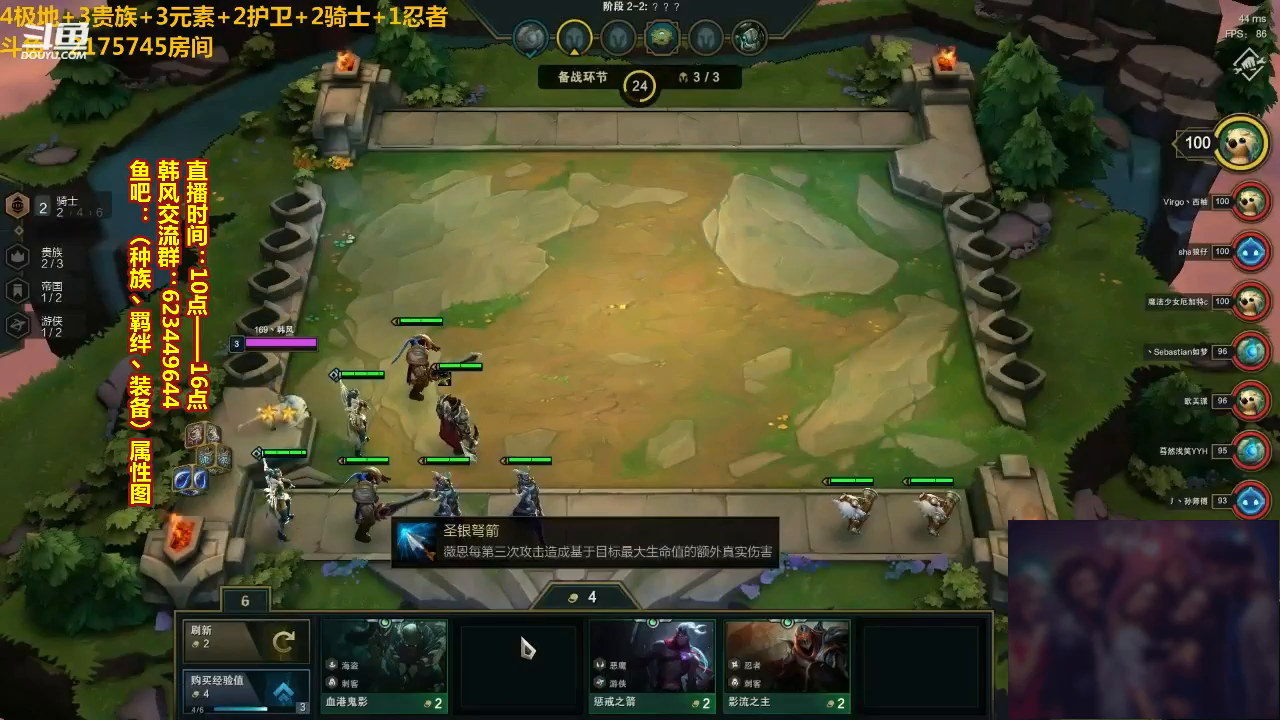 4极地+3贵族+3元素+2护卫+2骑士+1忍者
斗鱼
175745房间
DOUYU.COM
阶段 2-2: ? ? ?
备战环节
24
3 / 3
44 ms
FPS: 86
直播时间：10点——16点
韩风交流群：623449644
鱼吧：（种族、羁绊、装备）属性图
2
骑士
2 › 4 › 6
贵族
2 / 3
帝国
1 / 2
游侠
1 / 2
169丶韩风
3
100
Virgo丶西柚
100
sha狼仔
100
魔法少女厄加特c
100
丶Sebastian如梦
96
欧美课
96
蓦然浅笑YYH
95
孙师傅
93
圣银弩箭
薇恩每第三次攻击造成基于目标最大生命值的额外真实伤害
6
4
刷新
2
购买经验值
4
4/6
3
海盗
刺客
血港鬼影
2
恶魔
游侠
惩戒之箭
2
忍者
刺客
影流之主
2